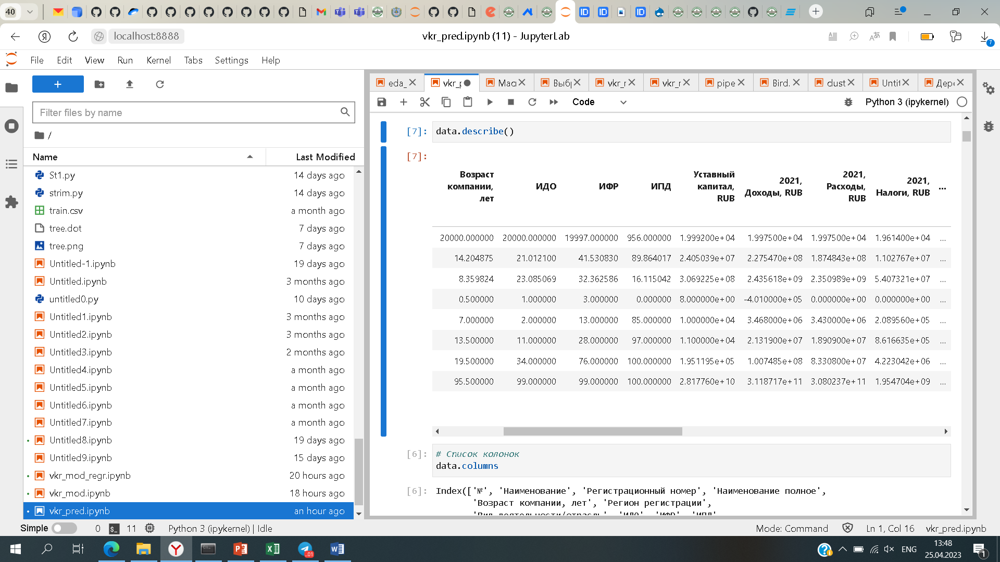 40
localhost:8888
vkr_pred.ipynb (11) - JupyterLab
7
File Edit View Run Kernel Tabs Settings Help
eda_
vkr_p
Вы
vkr_r
vkr_r
pipe
Bird.
clust
Untit
Дере
Filter files by name
Code
Python 3 (ipykernel)
/
Name Last Modified
St1.py 14 days ago
strim.py 14 days ago
train.csv a month ago
tree.dot 7 days ago
tree.png 7 days ago
Untitled-1.ipynb 19 days ago
Untitled.ipynb 3 months ago
untitled0.py 10 days ago
Untitled1.ipynb 3 months ago
Untitled2.ipynb 3 months ago
Untitled3.ipynb 2 months ago
Untitled4.ipynb a month ago
Untitled5.ipynb a month ago
Untitled6.ipynb a month ago
Untitled7.ipynb a month ago
Untitled8.ipynb 19 days ago
Untitled9.ipynb 15 days ago
vkr_mod_regr.ipynb 20 hours ago
vkr_mod.ipynb 18 hours ago
vkr_pred.ipynb an hour ago
[7]: data.describe()
[7]:
Возраст компании, лет ИДО ИФР ИПД Уставный капитал, RUB 2021, Доходы, RUB 2021, Расходы, RUB 2021, Налоги, RUB ...
20000.000000 20000.000000 19997.000000 956.000000 1.999200e+04 1.997500e+04 1.997500e+04 1.961400e+04 ...
14.204875 21.012100 41.530830 89.864017 2.405039e+07 2.275470e+08 1.874843e+08 1.102767e+07 ...
8.359824 23.085069 32.362586 16.115042 3.069225e+08 2.435618e+09 2.350989e+09 5.407321e+07 ...
0.500000 1.000000 3.000000 0.000000 8.000000e+00 -4.010000e+05 0.000000e+00 0.000000e+00 ...
7.000000 2.000000 13.000000 85.000000 1.000000e+04 3.468000e+06 3.430000e+06 2.089560e+05 ...
13.500000 11.000000 28.000000 97.000000 1.100000e+04 2.131900e+07 1.890900e+07 8.616635e+05 ...
19.500000 34.000000 76.000000 100.000000 1.951195e+05 1.007485e+08 8.330800e+07 4.223042e+06 ...
95.500000 99.000000 99.000000 100.000000 2.817760e+10 3.118717e+11 3.080237e+11 1.954704e+09 ...
[6]: # Список колонок
data.columns
[6]: Index(['№', 'Наименование', 'Регистрационный номер', 'Наименование полное',
'Возраст компании, лет', 'Регион регистрации',
'Вид деятельности/отрасль', 'ИДО', 'ИФР', 'ИПД',
Simple 0 11 Python 3 (ipykernel) | Idle
Mode: Command Ln 1, Col 16 vkr_pred.ipynb
ENG
13:48
25.04.2023
1